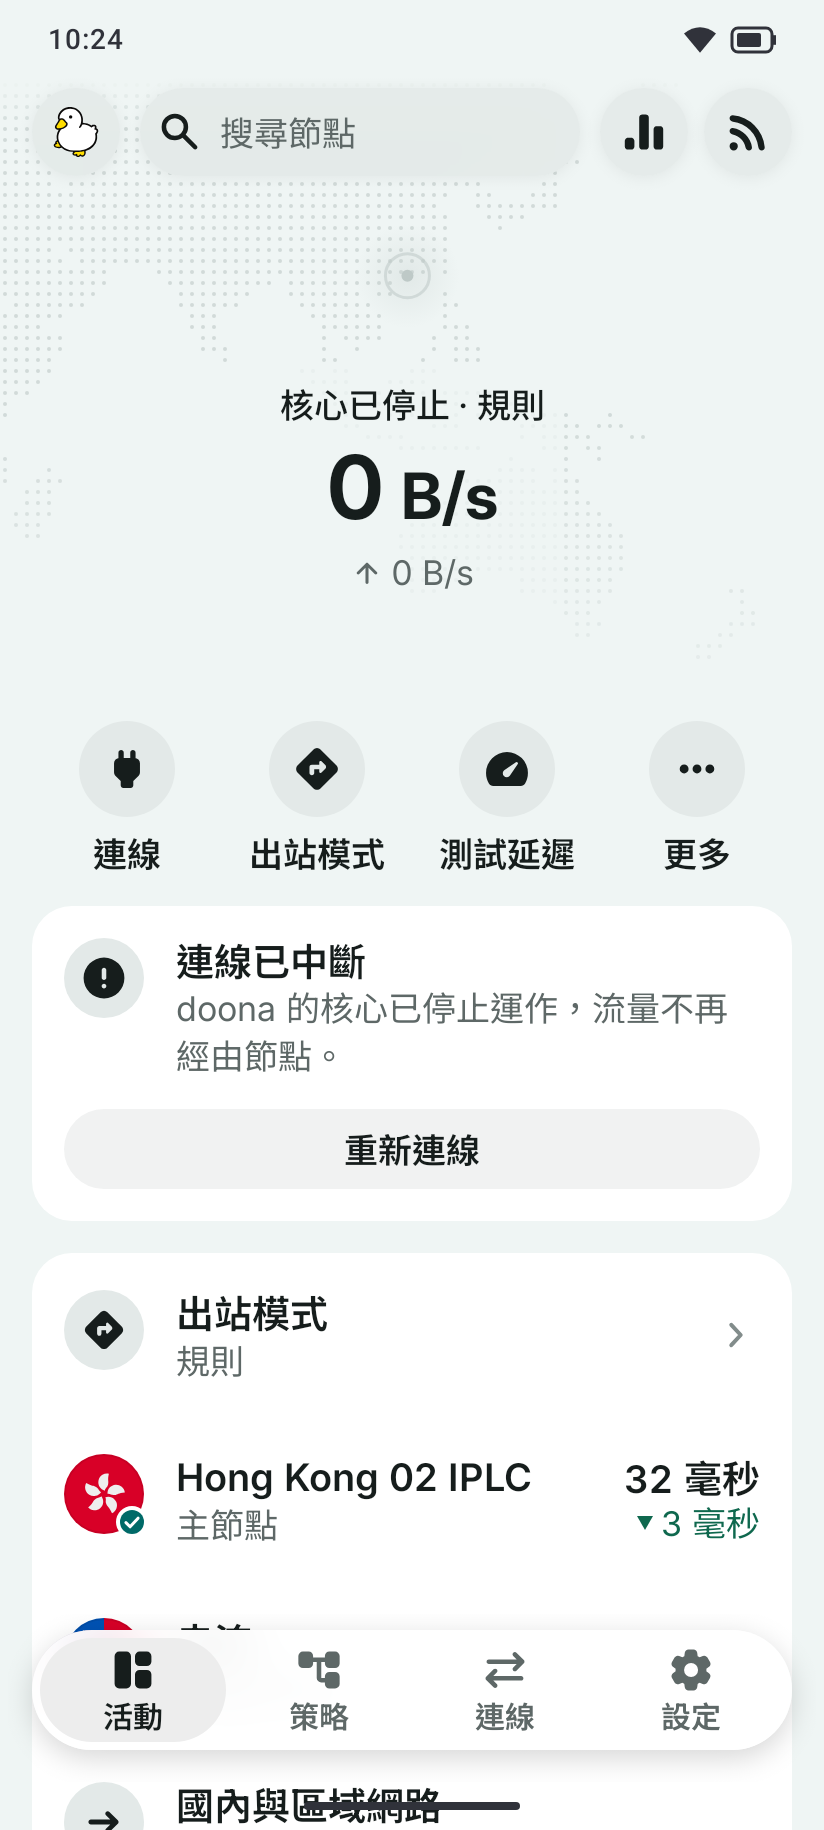 10:24
搜尋節點
核心已停止 · 規則
0 B/s
↑ 0 B/s
連線
出站模式
測試延遲
更多
連線已中斷
doona 的核心已停止運作，流量不再
經由節點。
重新連線
出站模式
規則
Hong Kong 02 IPLC
32 毫秒
主節點
▼ 3 毫秒
活動
策略
連線
設定
國內與區域網路